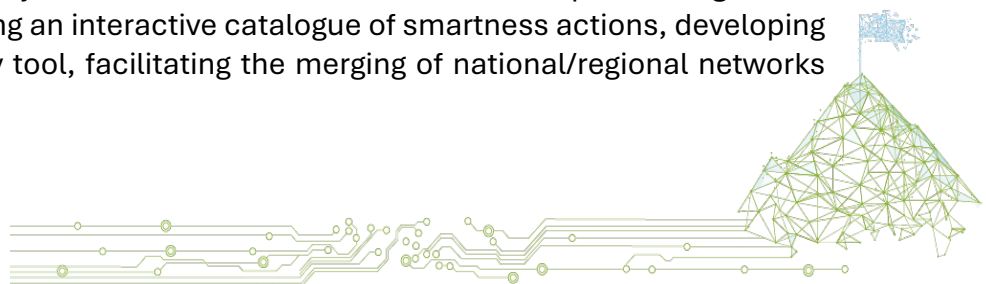 ng an interactive catalogue of smartness actions, developing
tool, facilitating the merging of national/regional networks